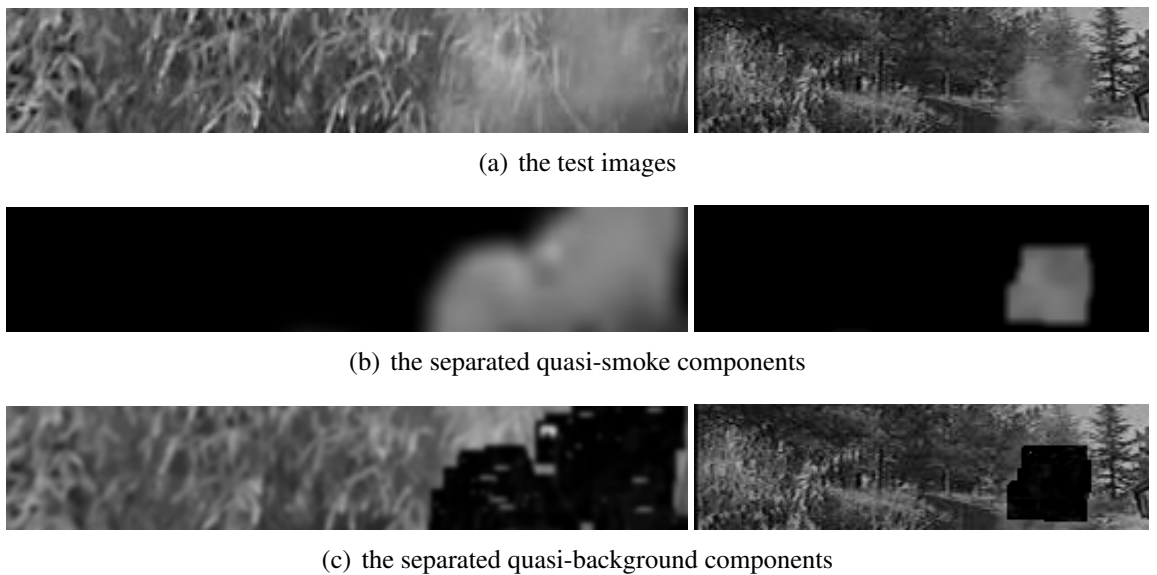 (a) the test images
(b) the separated quasi-smoke components
(c) the separated quasi-background components